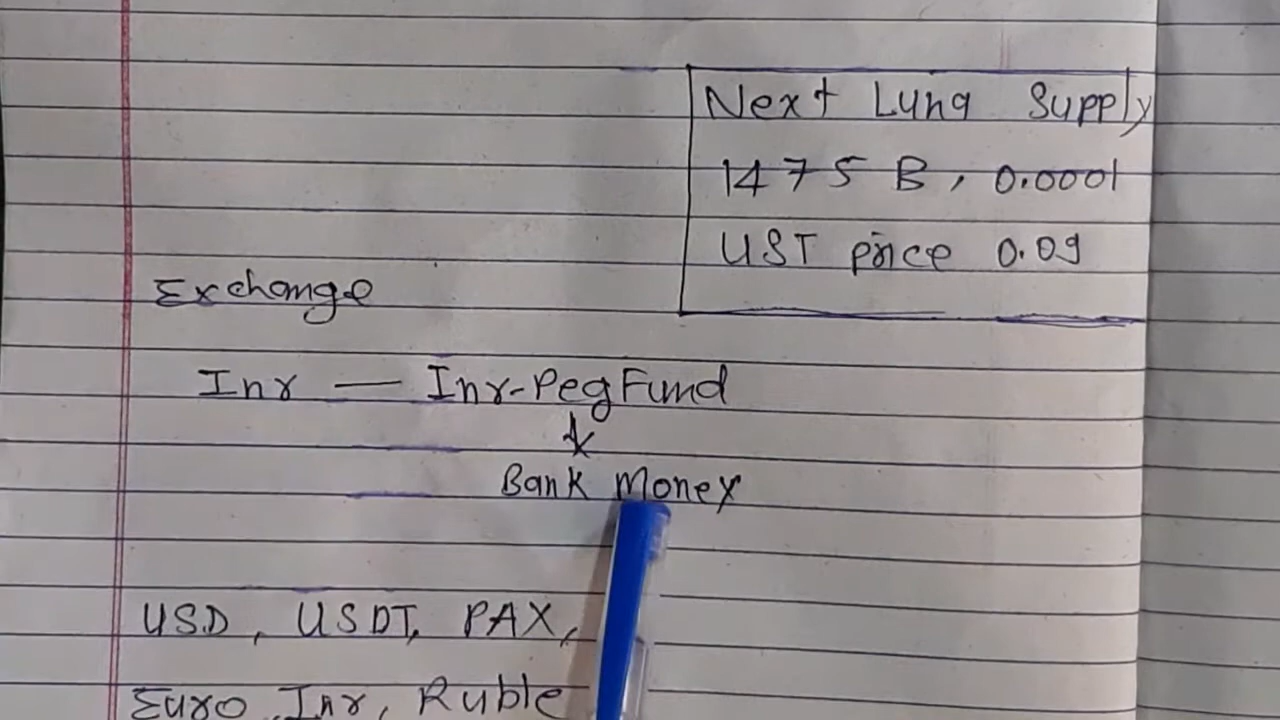 Next Lung Supply
1475 B, 0.0001
UST price 0.09
Exchange
Inr — Inr-Peg Fund
Bank Money
USD, USDT, PAX,
Euro, Inr, Ruble